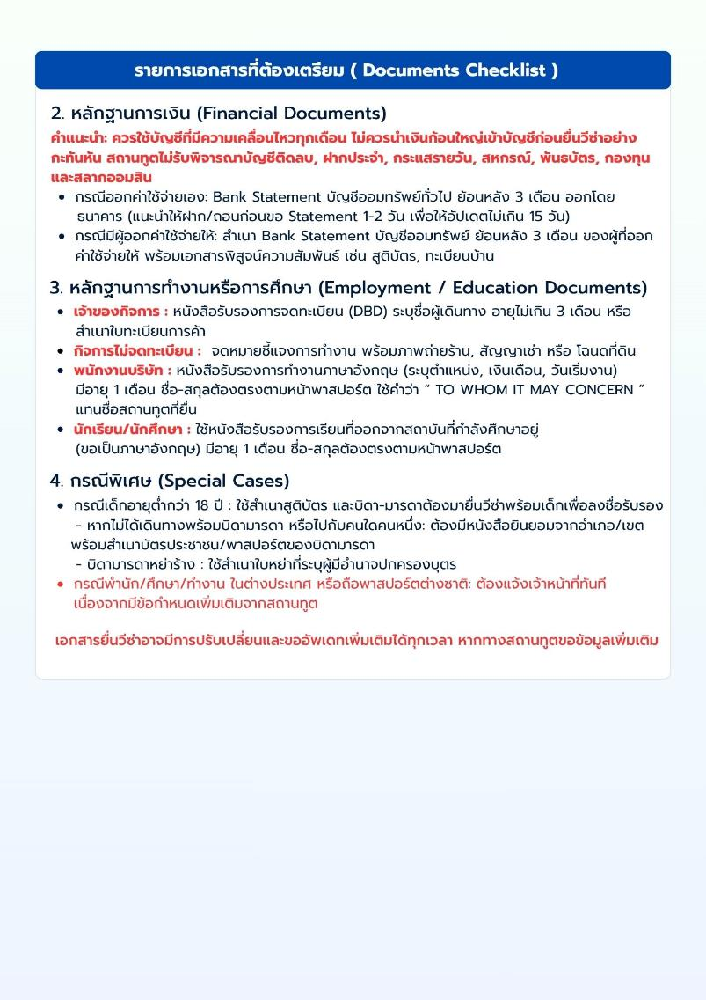 รายการเอกสารที่ต้องเตรียม ( Documents Checklist )
2. หลักฐานการเงิน (Financial Documents)
คำแนะนำ: ควรใช้บัญชีที่มีความเคลื่อนไหวทุกเดือน ไม่ควรนำเงินก้อนใหญ่เข้าบัญชีก่อนยื่นวีซ่าอย่าง
กะทันหัน สถานทูตไม่รับพิจารณาบัญชีติดลบ, ฝากประจำ, กระแสรายวัน, สหกรณ์, พันธบัตร, กองทุน
และสลากออมสิน
• กรณีออกค่าใช้จ่ายเอง: Bank Statement บัญชีออมทรัพย์ทั่วไป ย้อนหลัง 3 เดือน ออกโดย
ธนาคาร (แนะนำให้ฝาก/ถอนก่อนขอ Statement 1-2 วัน เพื่อให้อัปเดตไม่เกิน 15 วัน)
• กรณีมีผู้ออกค่าใช้จ่ายให้: สำเนา Bank Statement บัญชีออมทรัพย์ ย้อนหลัง 3 เดือน ของผู้ที่ออก
ค่าใช้จ่ายให้ พร้อมเอกสารพิสูจน์ความสัมพันธ์ เช่น สูติบัตร, ทะเบียนบ้าน
3. หลักฐานการทำงานหรือการศึกษา (Employment / Education Documents)
• เจ้าของกิจการ : หนังสือรับรองการจดทะเบียน (DBD) ระบุชื่อผู้เดินทาง อายุไม่เกิน 3 เดือน หรือ
สำเนาใบทะเบียนการค้า
• กิจการไม่จดทะเบียน : จดหมายชี้แจงการทำงาน พร้อมภาพถ่ายร้าน, สัญญาเช่า หรือ โฉนดที่ดิน
• พนักงานบริษัท : หนังสือรับรองการทำงานภาษาอังกฤษ (ระบุตำแหน่ง, เงินเดือน, วันเริ่มงาน)
มีอายุ 1 เดือน ชื่อ-สกุลต้องตรงตามหน้าพาสปอร์ต ใช้คำว่า “ TO WHOM IT MAY CONCERN ”
แทนชื่อสถานทูตที่ยื่น
• นักเรียน/นักศึกษา : ใช้หนังสือรับรองการเรียนที่ออกจากสถาบันที่กำลังศึกษาอยู่
(ขอเป็นภาษาอังกฤษ) มีอายุ 1 เดือน ชื่อ-สกุลต้องตรงตามหน้าพาสปอร์ต
4. กรณีพิเศษ (Special Cases)
• กรณีเด็กอายุต่ำกว่า 18 ปี : ใช้สำเนาสูติบัตร และบิดา-มารดาต้องมายื่นวีซ่าพร้อมเด็กเพื่อลงชื่อรับรอง
- หากไม่ได้เดินทางพร้อมบิดามารดา หรือไปกับคนใดคนหนึ่ง: ต้องมีหนังสือยินยอมจากอำเภอ/เขต
พร้อมสำเนาบัตรประชาชน/พาสปอร์ตของบิดามารดา
- บิดามารดาหย่าร้าง : ใช้สำเนาใบหย่าที่ระบุผู้มีอำนาจปกครองบุตร
• กรณีพำนัก/ศึกษา/ทำงาน ในต่างประเทศ หรือถือพาสปอร์ตต่างชาติ: ต้องแจ้งเจ้าหน้าที่ทันที
เนื่องจากมีข้อกำหนดเพิ่มเติมจากสถานทูต
เอกสารยื่นวีซ่าอาจมีการปรับเปลี่ยนและขออัพเดทเพิ่มเติมได้ทุกเวลา หากทางสถานทูตขอข้อมูลเพิ่มเติม